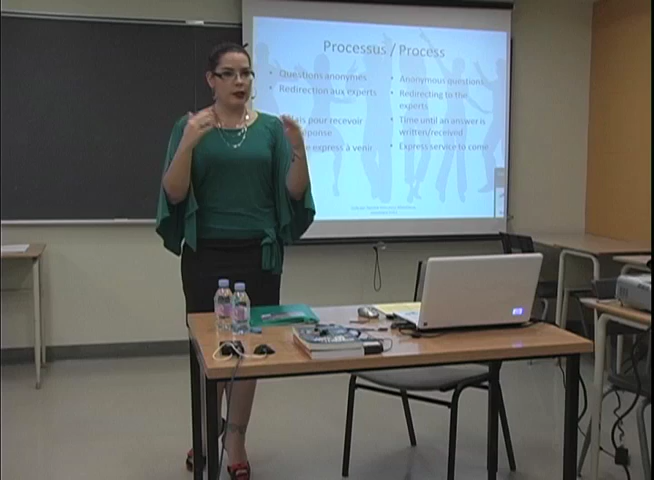 Processus / Process
• Questions anonymes
• Redirection aux experts
pour recevoir
express à venir
• Anonymous questions
• Redirecting to the
experts
• Time until an answer is
written/received
• Express service to come